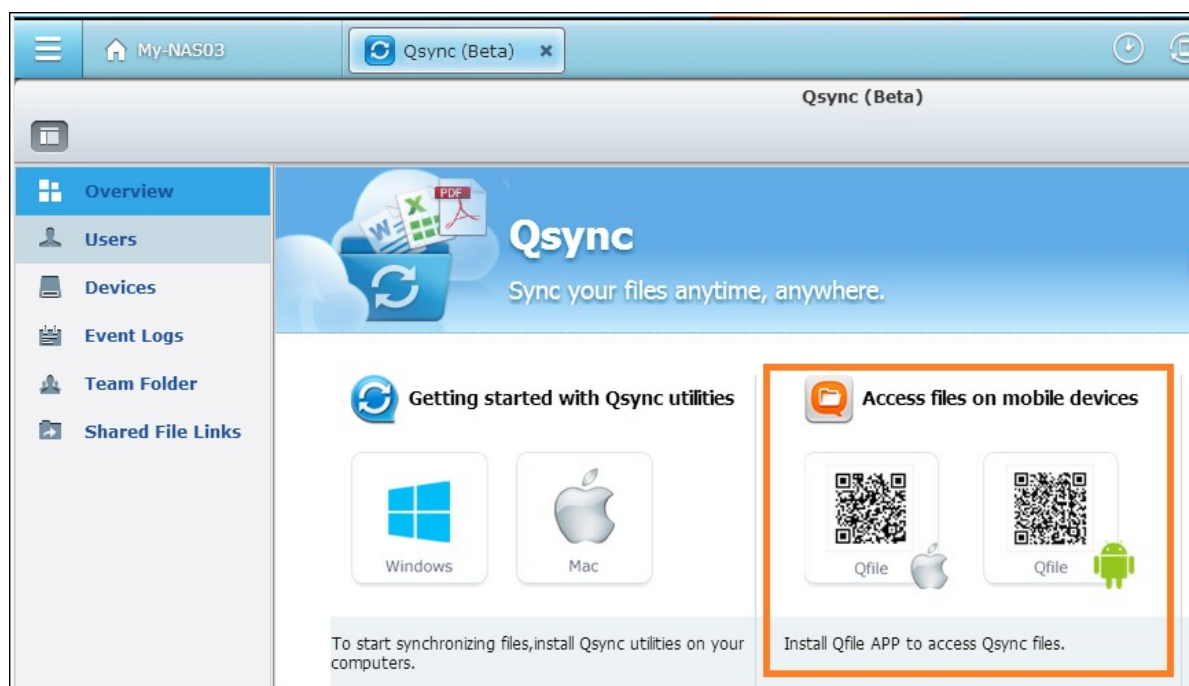 My-NAS03
Qsync (Beta)
Qsync (Beta)
Overview
Users
Devices
Event Logs
Team Folder
Shared File Links
PDF
W
X
Qsync
Sync your files anytime, anywhere.
Getting started with Qsync utilities
Windows
Mac
To start synchronizing files,install Qsync utilities on your
computers.
Access files on mobile devices
Qfile
Qfile
Install Qfile APP to access Qsync files.